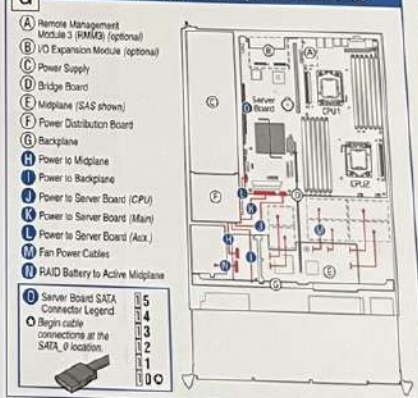 G
A Remote Management
Module 3 (RMM3) (optional)
B I/O Expansion Module (optional)
C Power Supply
D Bridge Board
E Midplane (SAS shown)
F Power Distribution Board
G Backplane
H Power to Midplane
I Power to Backplane
J Power to Server Board (CPU)
K Power to Server Board (Main)
L Power to Server Board (Aux.)
M Fan Power Cables
N RAID Battery to Active Midplane
O Server Board SATA
Connector Legend
Begin cable
connections at the
SATA_0 location.
5
4
3
2
1
0
B
A
C
Server
Board
CPU1
CPU2
L
K
D
F
J
M
H
I
N
E
G